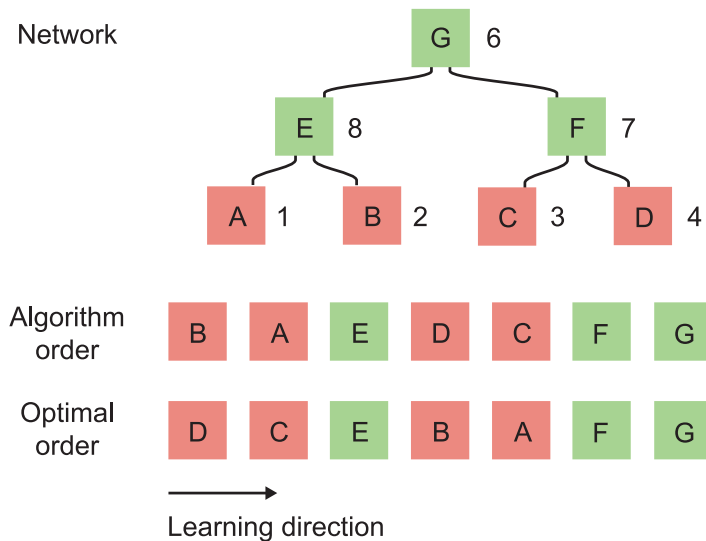 Network
G 6
E 8
F 7
A 1
B 2
C 3
D 4
Algorithm
order
B A E D C F G
Optimal
order
D C E B A F G
Learning direction